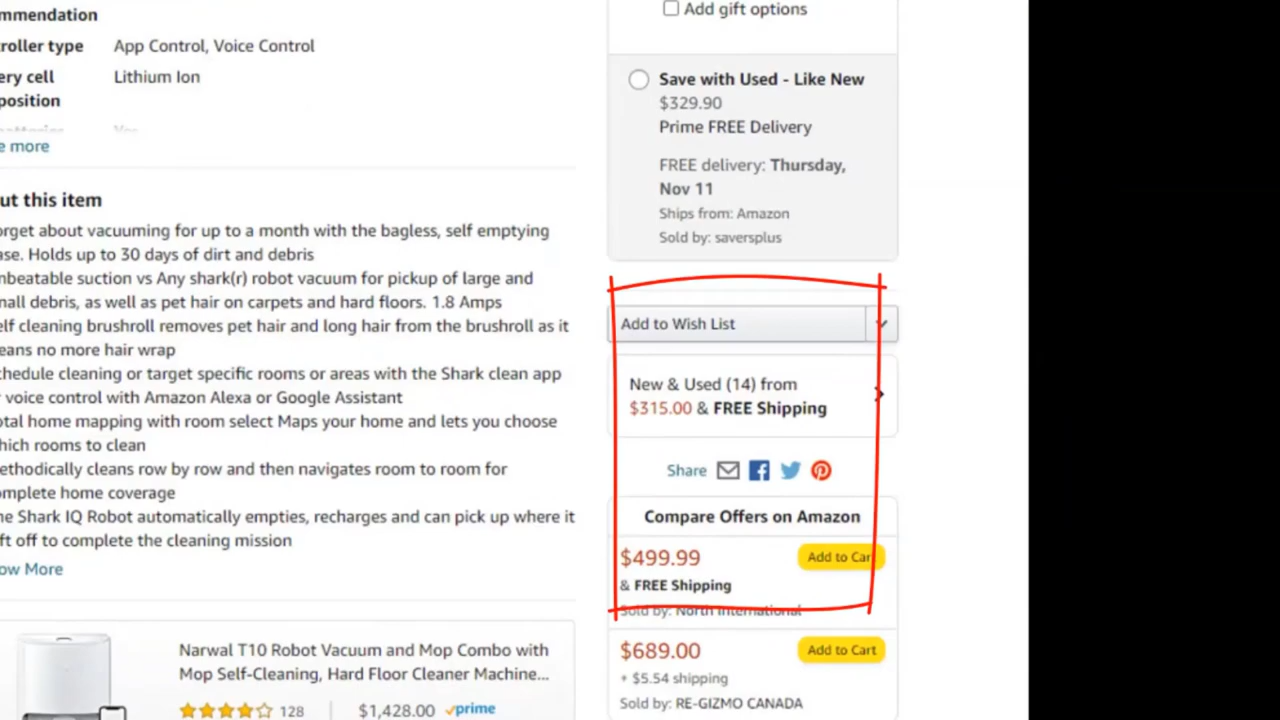 mmendation
roller type App Control, Voice Control
ery cell Lithium Ion
position
e more
ut this item
orget about vacuuming for up to a month with the bagless, self emptying
ase. Holds up to 30 days of dirt and debris
nbeatable suction vs Any shark(r) robot vacuum for pickup of large and
mall debris, as well as pet hair on carpets and hard floors. 1.8 Amps
elf cleaning brushroll removes pet hair and long hair from the brushroll as it
eans no more hair wrap
chedule cleaning or target specific rooms or areas with the Shark clean app
r voice control with Amazon Alexa or Google Assistant
otal home mapping with room select Maps your home and lets you choose
hich rooms to clean
ethodically cleans row by row and then navigates room to room for
omplete home coverage
he Shark IQ Robot automatically empties, recharges and can pick up where it
ft off to complete the cleaning mission
ow More
Narwal T10 Robot Vacuum and Mop Combo with
Mop Self-Cleaning, Hard Floor Cleaner Machine...
128 $1,428.00 prime
Add gift options
Save with Used - Like New
$329.90
Prime FREE Delivery
FREE delivery: Thursday,
Nov 11
Ships from: Amazon
Sold by: saversplus
Add to Wish List
New & Used (14) from
$315.00 & FREE Shipping
Share
Compare Offers on Amazon
$499.99 Add to Cart
& FREE Shipping
Sold by: North International
$689.00 Add to Cart
+ $5.54 shipping
Sold by: RE-GIZMO CANADA